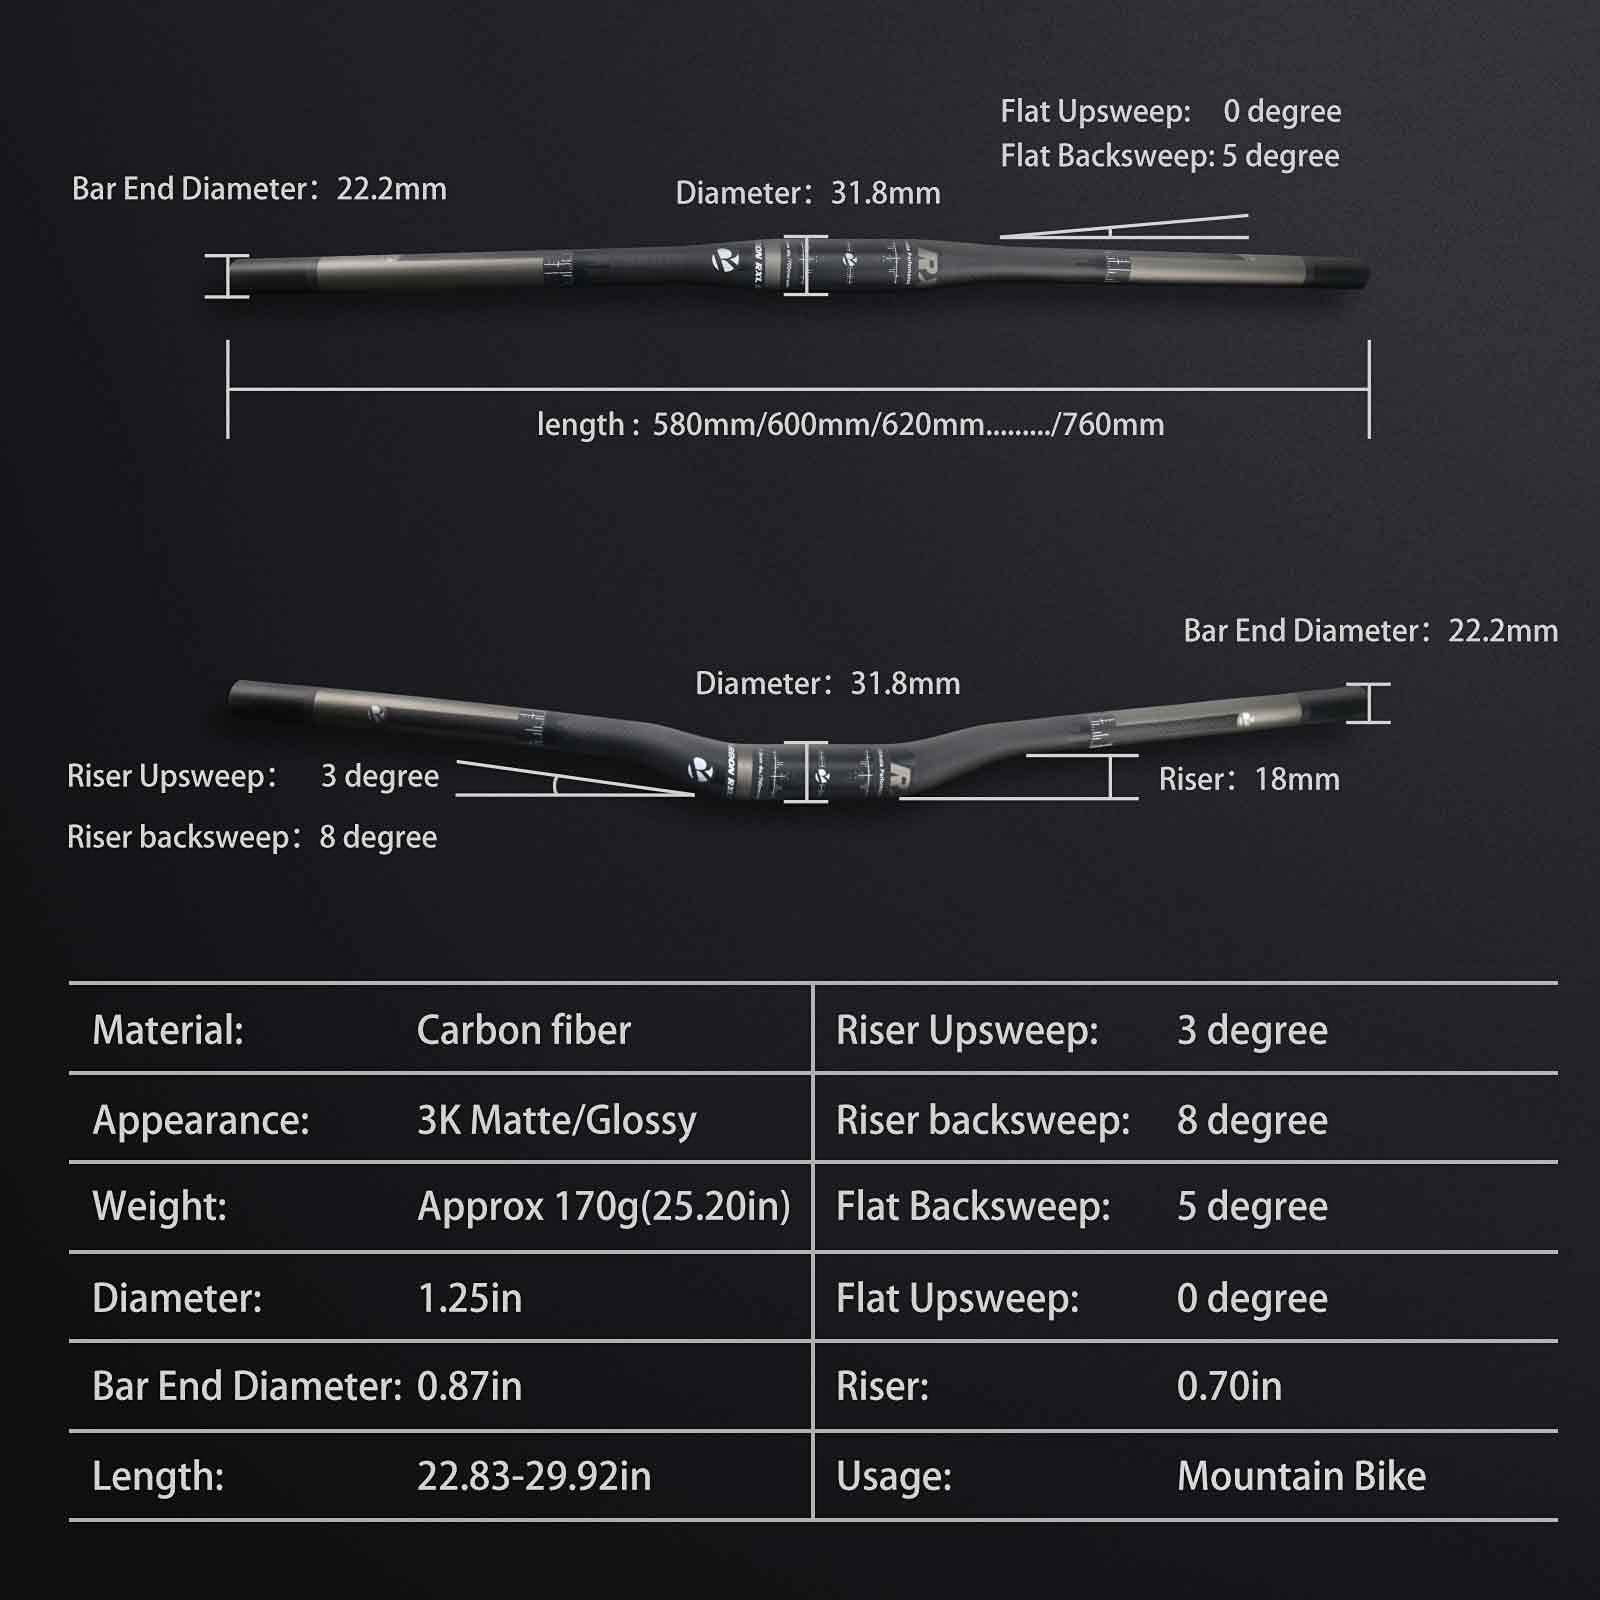 Flat Upsweep: 0 degree
Flat Backsweep: 5 degree
Bar End Diameter: 22.2mm
Diameter: 31.8mm
length : 580mm/600mm/620mm........./760mm
Bar End Diameter: 22.2mm
Diameter: 31.8mm
Riser Upsweep: 3 degree
Riser: 18mm
Riser backsweep: 8 degree
Material: Carbon fiber Riser Upsweep: 3 degree
Appearance: 3K Matte/Glossy Riser backsweep: 8 degree
Weight: Approx 170g(25.20in) Flat Backsweep: 5 degree
Diameter: 1.25in Flat Upsweep: 0 degree
Bar End Diameter: 0.87in Riser: 0.70in
Length: 22.83-29.92in Usage: Mountain Bike